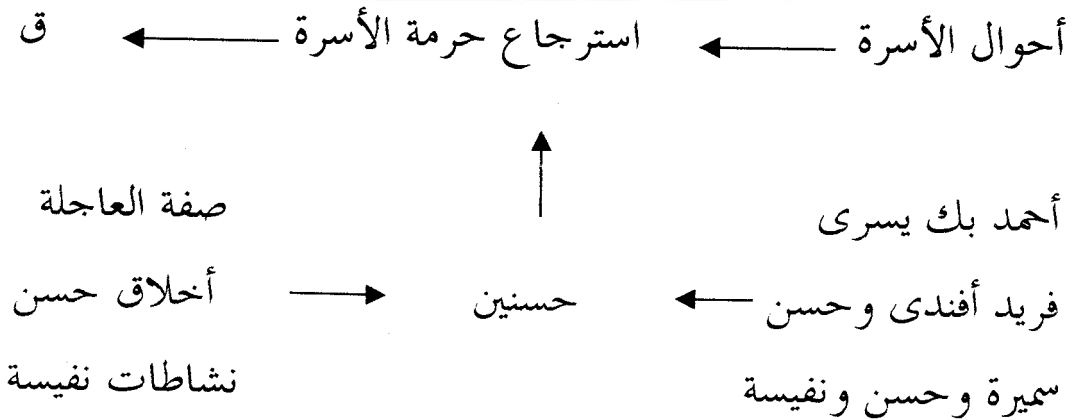 أحوال الأسرة استرجاع حرمة الأسرة ق
أحمد بك يسرى صفة العاجلة
فريد أفندى وحسن حسنين أخلاق حسن
سميرة وحسن ونفيسة نشاطات نفيسة